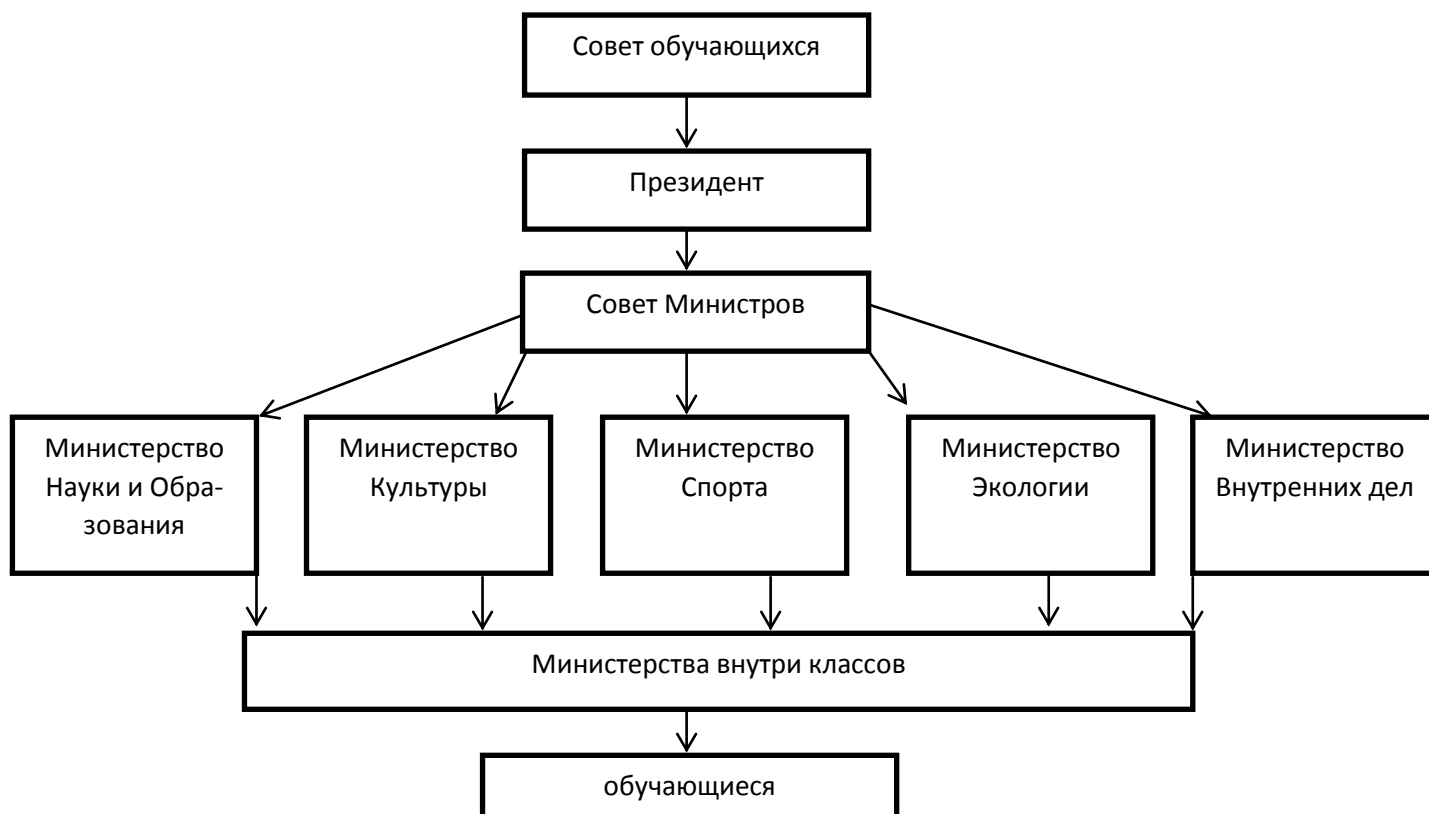 Совет обучающихся
Президент
Совет Министров
Министерство
Науки и Обра-
зования
Министерство
Культуры
Министерство
Спорта
Министерство
Экологии
Министерство
Внутренних дел
Министерства внутри классов
обучающиеся